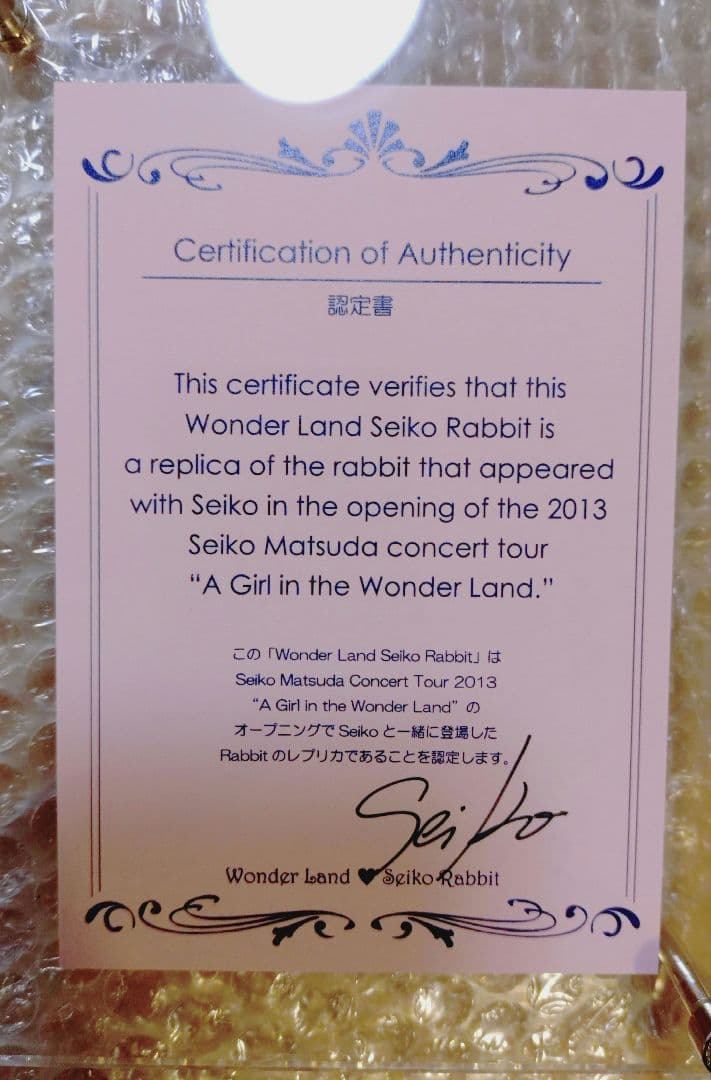 Certification of Authenticity
認定書
This certificate verifies that this
Wonder Land Seiko Rabbit is
a replica of the rabbit that appeared
with Seiko in the opening of the 2013
Seiko Matsuda concert tour
“A Girl in the Wonder Land.”
この「Wonder Land Seiko Rabbit」は
Seiko Matsuda Concert Tour 2013
“A Girl in the Wonder Land”の
オープニングでSeikoと一緒に登場した
Rabbitのレプリカであることを認定します。
Seiko
Wonder Land ♥ Seiko Rabbit